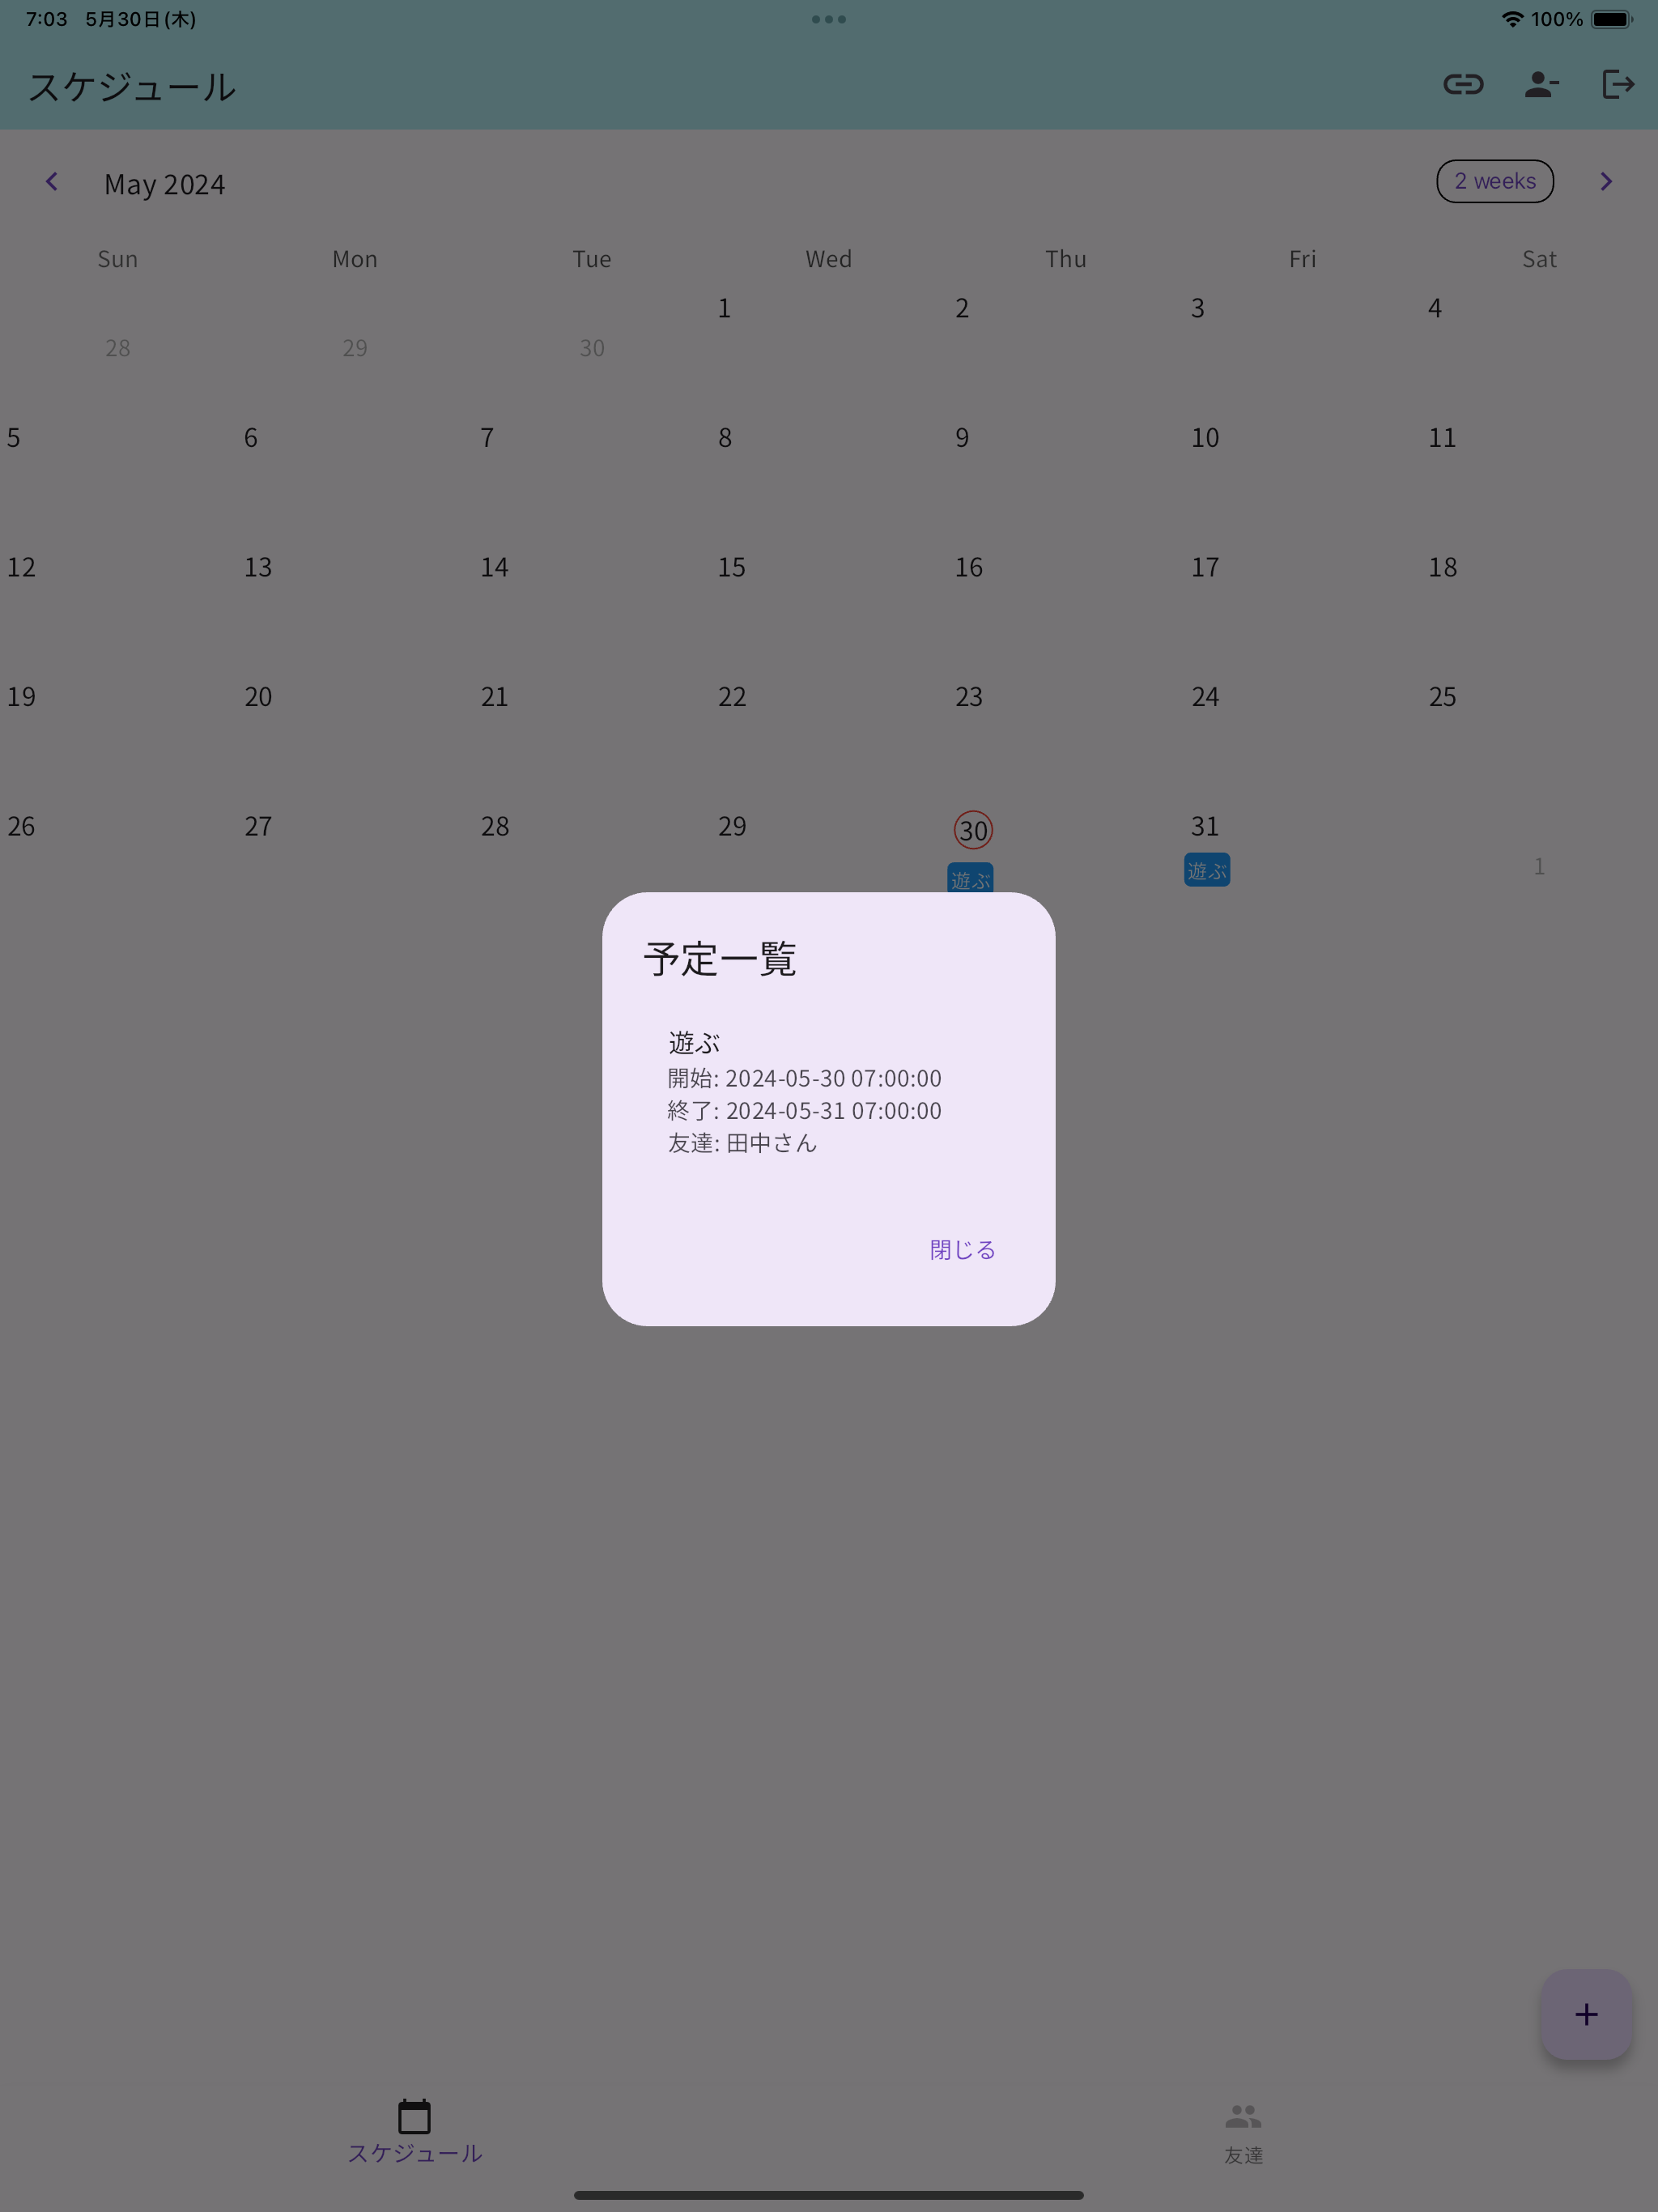 7:03 5月30日(木) 100%
スケジュール
May 2024 2 weeks
Sun Mon Tue Wed Thu Fri Sat
28 29 30 1 2 3 4
5 6 7 8 9 10 11
12 13 14 15 16 17 18
19 20 21 22 23 24 25
26 27 28 29 30 31 1
遊ぶ 遊ぶ
予定一覧
遊ぶ
開始: 2024-05-30 07:00:00
終了: 2024-05-31 07:00:00
友達: 田中さん
閉じる
+
スケジュール 友達